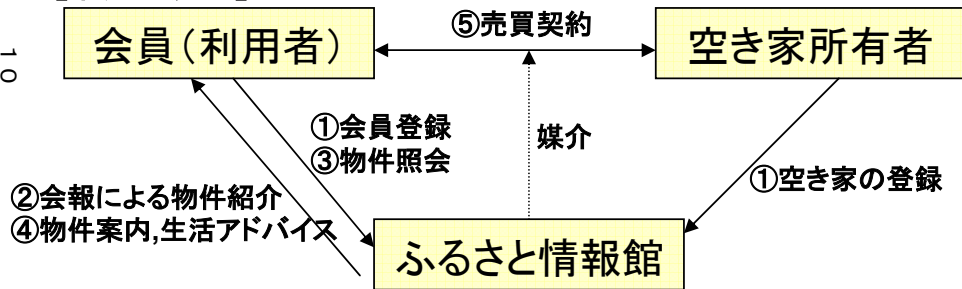 ⑤売買契約
会員(利用者)
空き家所有者
10
①会員登録
③物件照会
媒介
①空き家の登録
②会報による物件紹介
④物件案内,生活アドバイス
ふるさと情報館